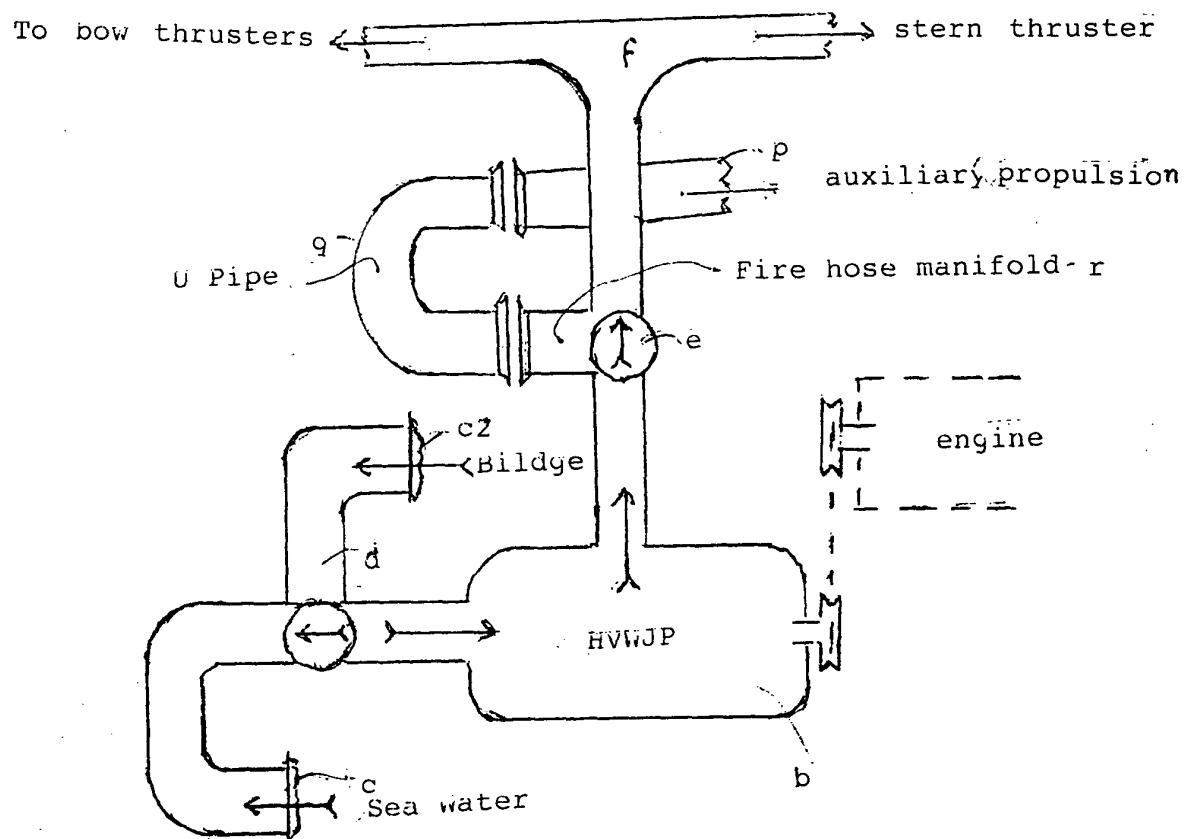 To bow thrusters
stern thruster
f
p
auxiliary propulsion
g
U Pipe
Fire hose manifold- r
e
c2
Bildge
engine
d
HVWJP
b
c
Sea water